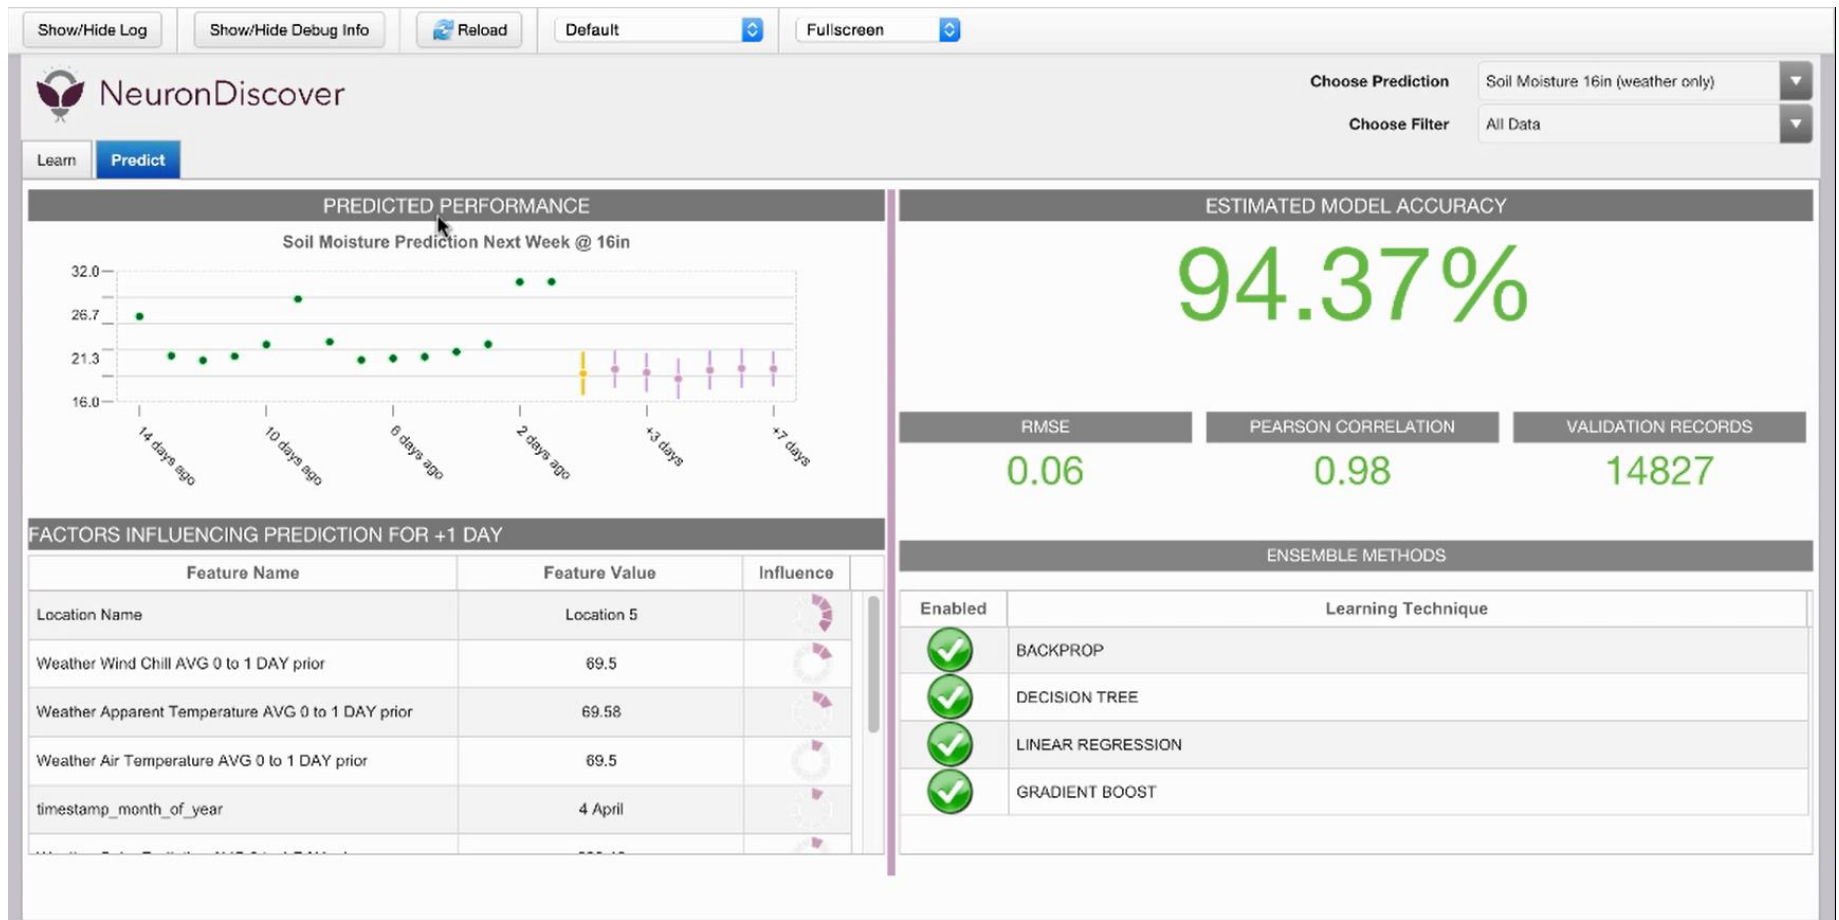 Show/Hide Log
Show/Hide Debug Info
Reload
Default
Fullscreen
NeuronDiscover
Choose Prediction
Soil Moisture 16in (weather only)
Choose Filter
All Data
Learn
Predict
PREDICTED PERFORMANCE
Soil Moisture Prediction Next Week @ 16in
32.0
26.7
21.3
16.0
14 days ago
10 days ago
6 days ago
2 days ago
+3 days
+7 days
FACTORS INFLUENCING PREDICTION FOR +1 DAY
Feature Name Feature Value Influence
Location Name Location 5
Weather Wind Chill AVG 0 to 1 DAY prior 69.5
Weather Apparent Temperature AVG 0 to 1 DAY prior 69.58
Weather Air Temperature AVG 0 to 1 DAY prior 69.5
timestamp_month_of_year 4 April
ESTIMATED MODEL ACCURACY
94.37%
RMSE
0.06
PEARSON CORRELATION
0.98
VALIDATION RECORDS
14827
ENSEMBLE METHODS
Enabled Learning Technique
BACKPROP
DECISION TREE
LINEAR REGRESSION
GRADIENT BOOST